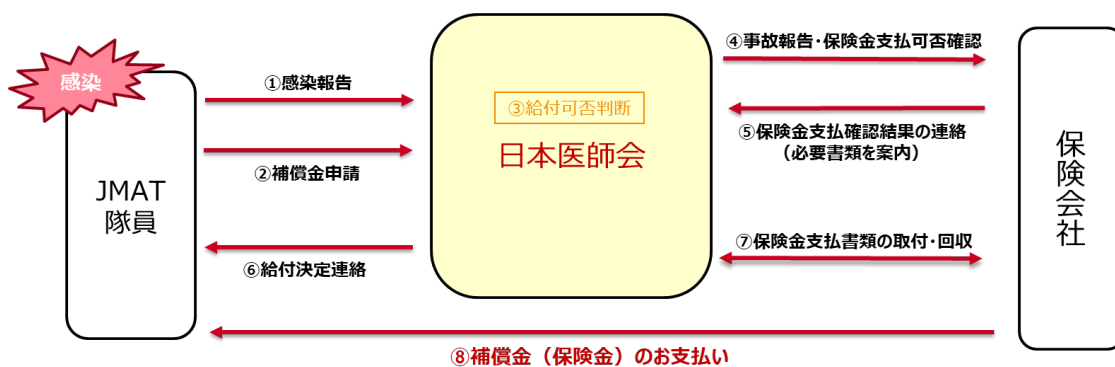 感染
JMAT
隊員
①感染報告
②補償金申請
③給付可否判断
日本医師会
④事故報告・保険金支払可否確認
⑤保険金支払確認結果の連絡
（必要書類を案内）
⑥給付決定連絡
⑦保険金支払書類の取付・回収
⑧補償金（保険金）のお支払い
保険会社